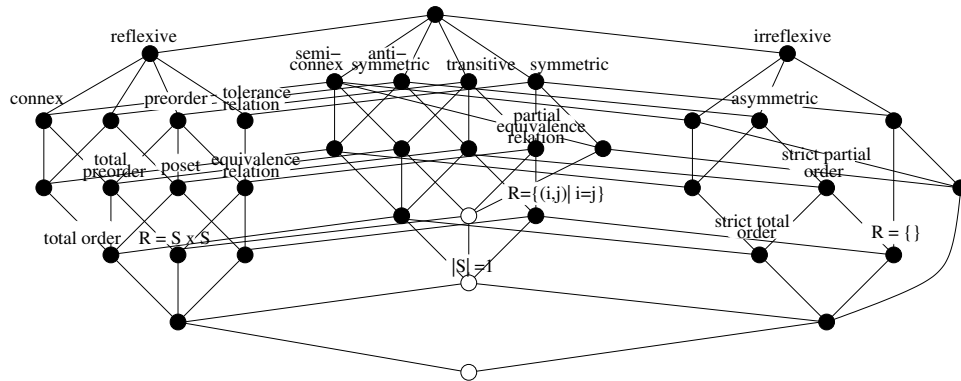 reflexive
irreflexive
semi-
connex
anti-
symmetric
transitive
symmetric
connex
preorder
tolerance
relation
asymmetric
partial
equivalence
relation
total
preorder
poset
equivalence
relation
strict partial
order
R={(i,j)| i=j}
total order
R = S x S
strict total
order
R = {}
|S| =1